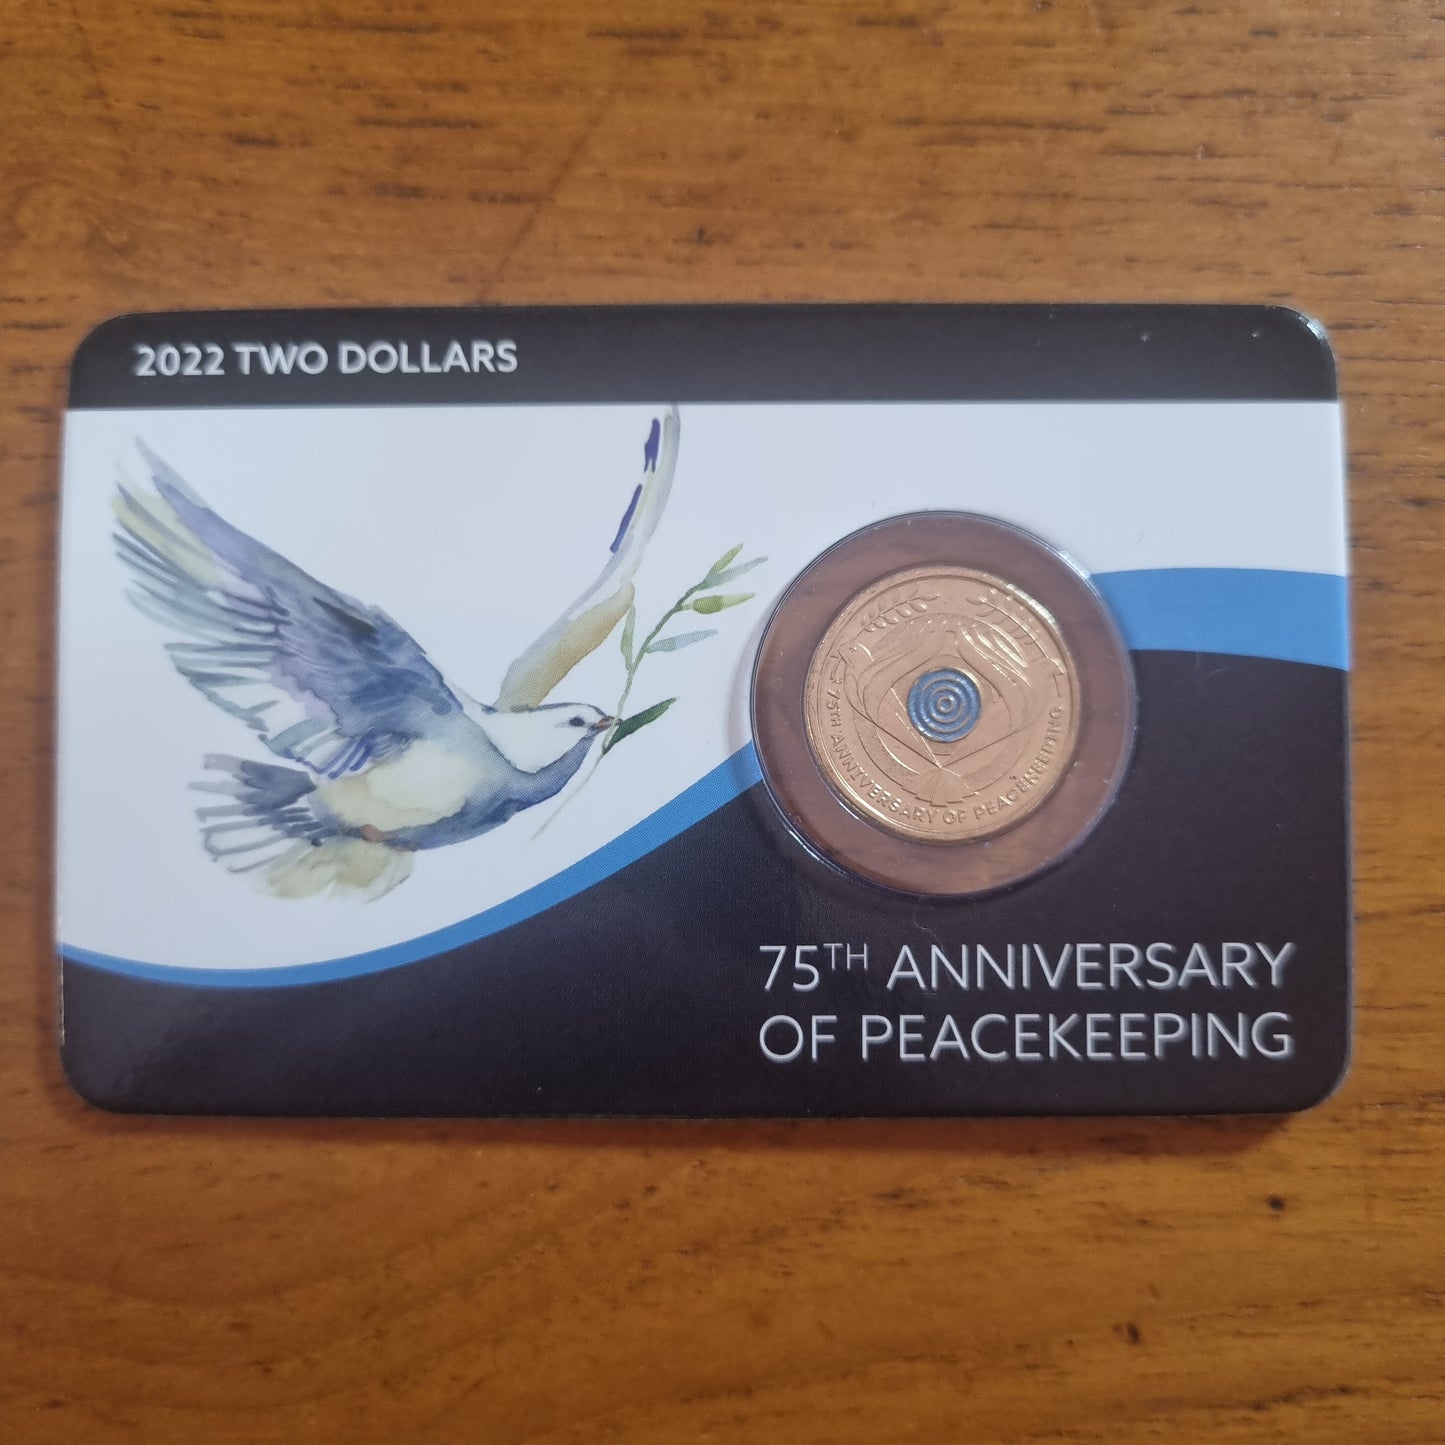 2022 TWO DOLLARS
75TH ANNIVERSARY OF PEACEKEEPING
75TH ANNIVERSARY
OF PEACEKEEPING